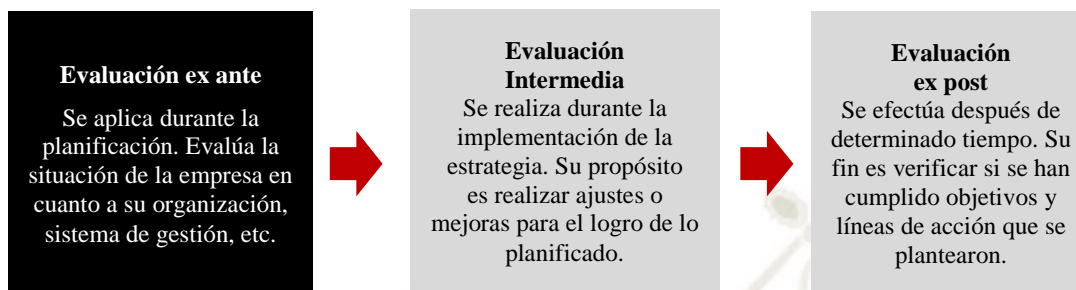 Evaluación ex ante
Se aplica durante la
planificación. Evalúa la
situación de la empresa en
cuanto a su organización,
sistema de gestión, etc.
Evaluación
Intermedia
Se realiza durante la
implementación de la
estrategia. Su propósito
es realizar ajustes o
mejoras para el logro de lo
planificado.
Evaluación
ex post
Se efectúa después de
determinado tiempo. Su
fin es verificar si se han
cumplido objetivos y
líneas de acción que se
plantearon.